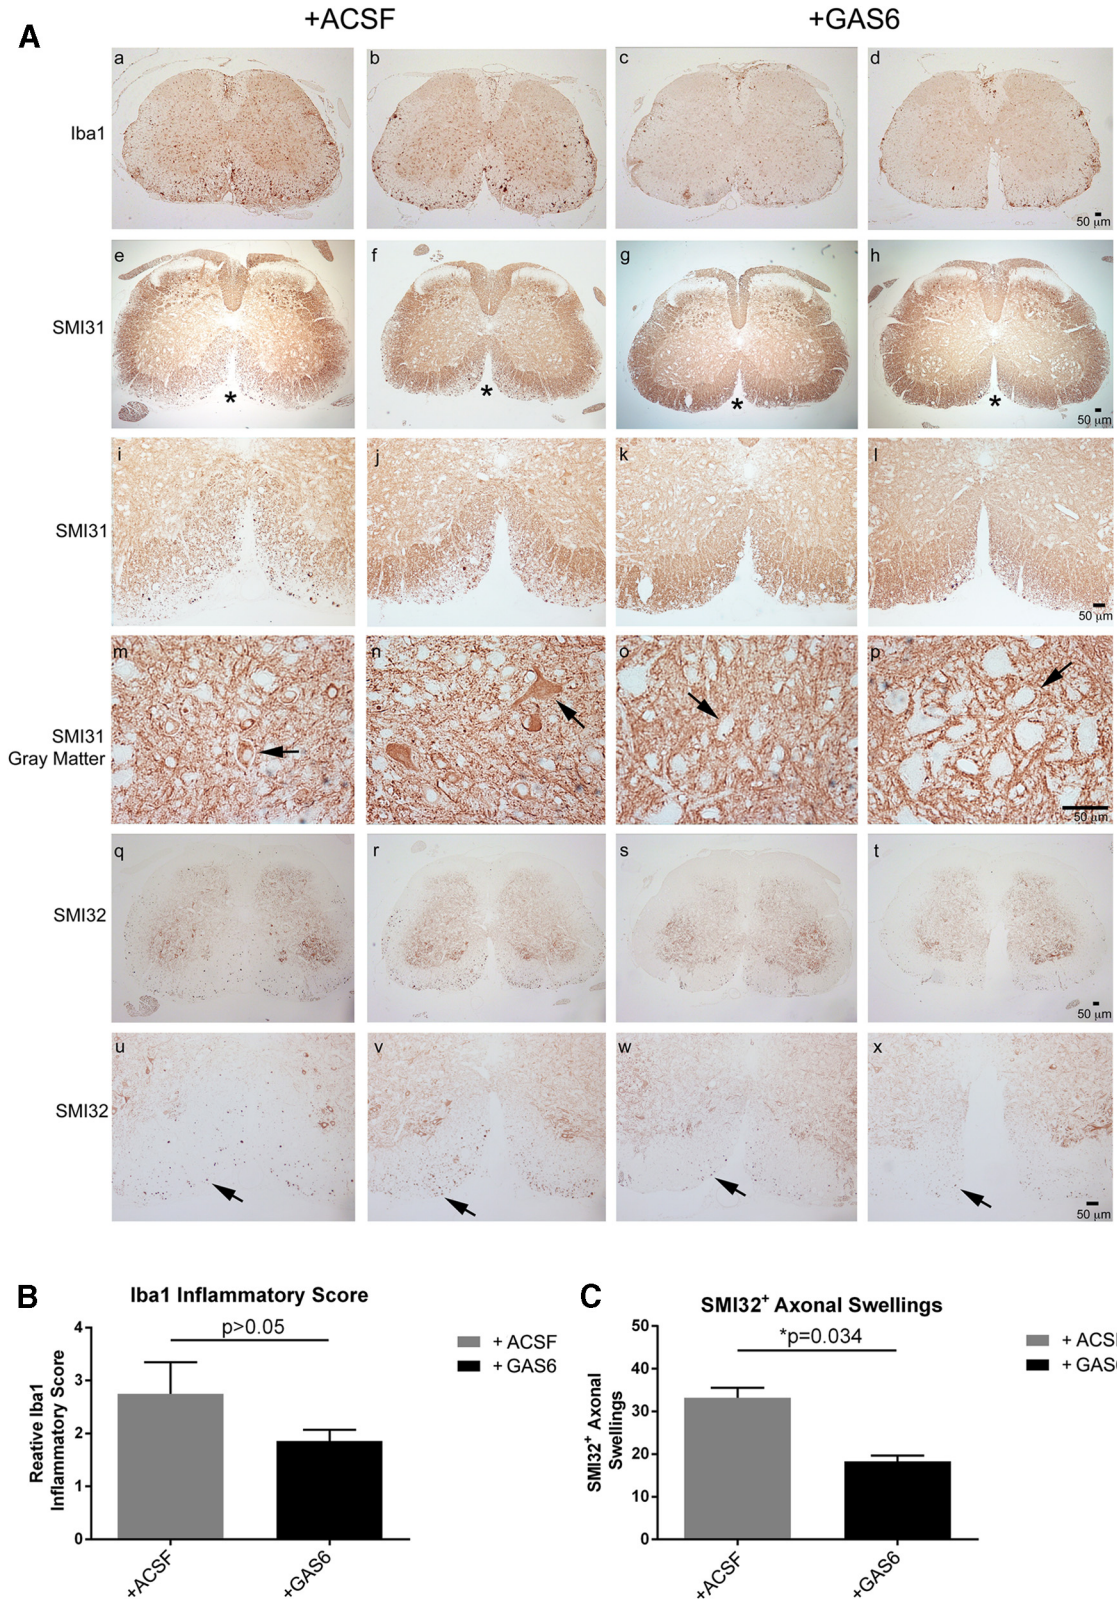 A
+ACSF +GAS6
Iba1
a b c d
50 μm
SMI31
e f g h
* * * *
50 μm
SMI31
i j k l
50 μm
SMI31
Gray Matter
m n o p
50 μm
SMI32
q r s t
50 μm
SMI32
u v w x
50 μm
B
Iba1 Inflammatory Score
p>0.05
Reative Iba1
Inflammatory Score
4
3
2
1
0
+ACSF
+GAS6
+ ACSF
+ GAS6
C
SMI32+ Axonal Swellings
*p=0.034
SMI32+ Axonal
Swellings
50
40
30
20
10
0
+ACSF
+GAS6
+ ACSF
+ GAS6